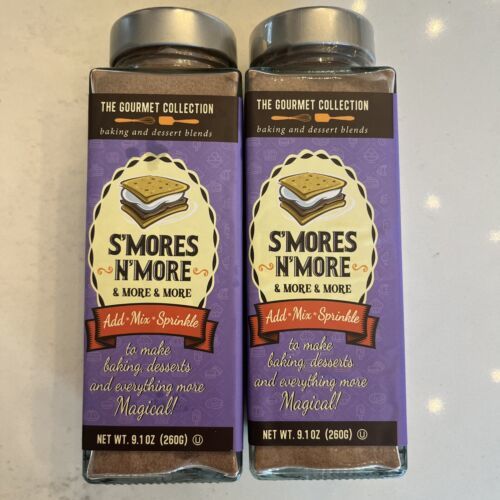 THE GOURMET COLLECTION
baking and dessert blends
S'MORES
N'MORE
& MORE & MORE
Add • Mix • Sprinkle
to make
baking, desserts
and everything more
Magical!
NET WT. 9.1 OZ (260G) U
THE GOURMET COLLECTION
baking and dessert blends
S'MORES
N'MORE
& MORE & MORE
Add • Mix • Sprinkle
to make
baking, desserts
and everything more
Magical!
NET WT. 9.1 OZ (260G) U